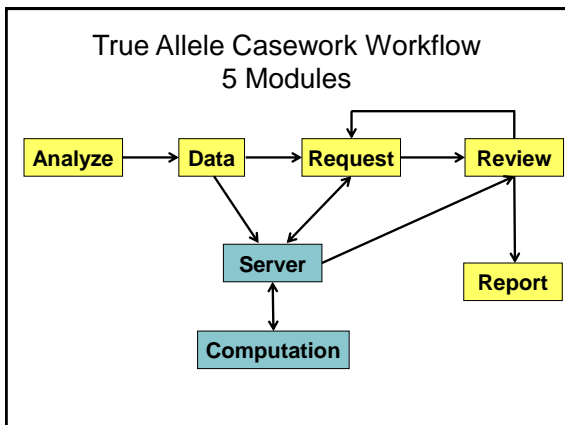 True Allele Casework Workflow
5 Modules
Analyze
Data
Request
Review
Server
Report
Computation